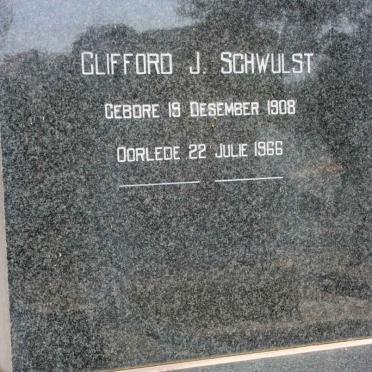 CLIFFORD J. SCHWULST
GEBORE 19 DESEMBER 1908
OORLEDE 22 JULIE 1966